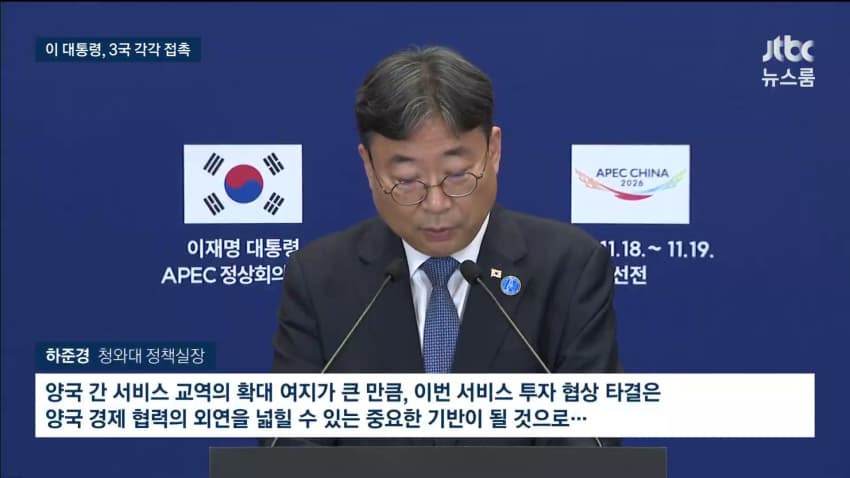 이 대통령, 3국 각각 접촉
jtbc
뉴스룸
APEC CHINA
2026
이재명 대통령
APEC 정상회의
11.18.~ 11.19.
선전
하준경 청와대 정책실장
양국 간 서비스 교역의 확대 여지가 큰 만큼, 이번 서비스 투자 협상 타결은
양국 경제 협력의 외연을 넓힐 수 있는 중요한 기반이 될 것으로…